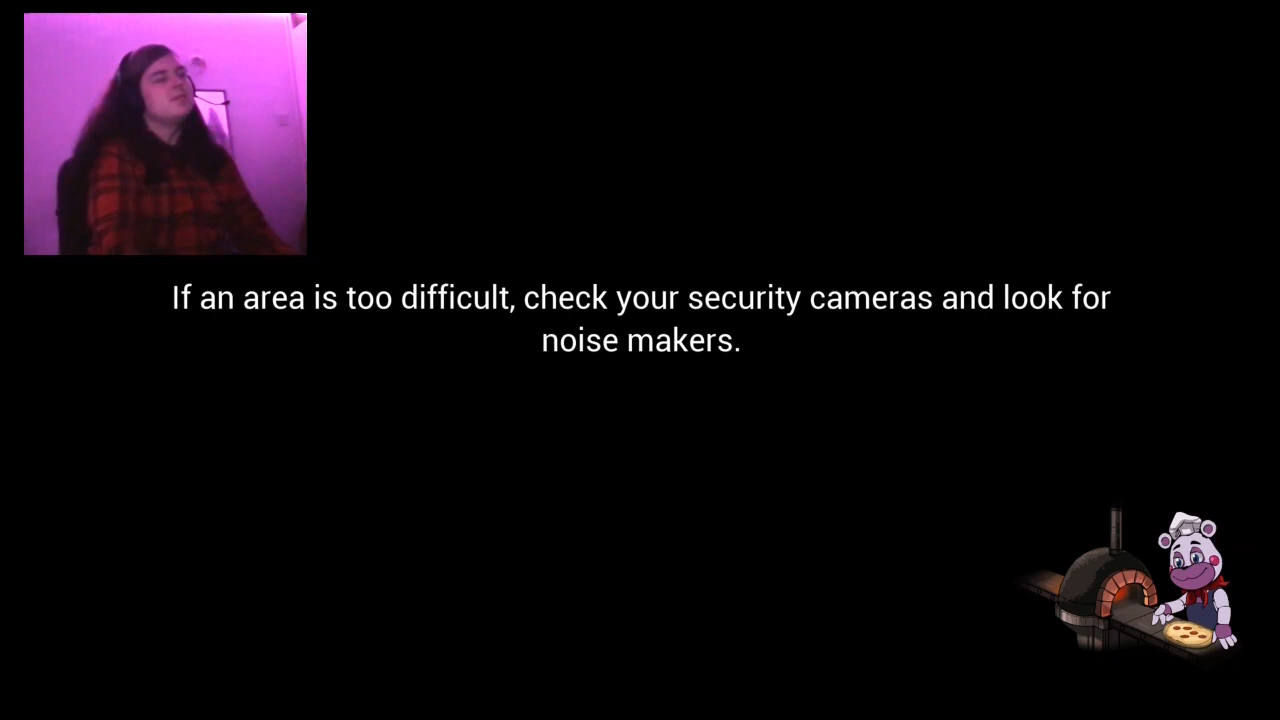 If an area is too difficult, check your security cameras and look for
noise makers.